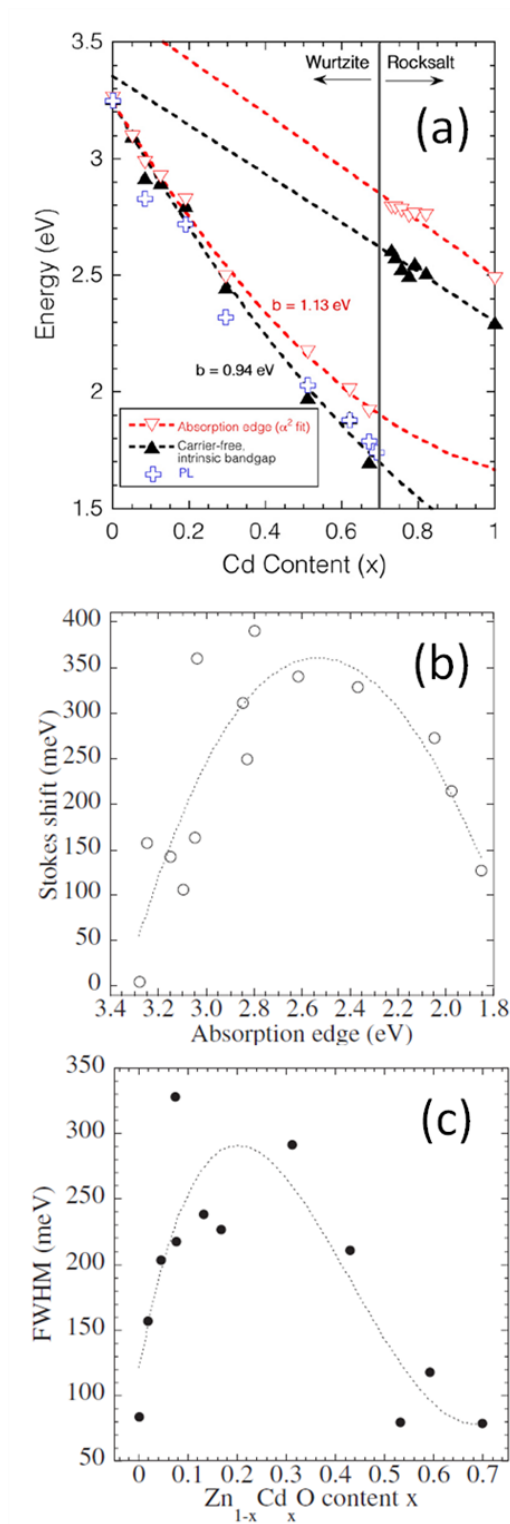 (a)
Wurtzite Rocksalt
3.5
3
2.5
2
1.5
Energy (eV)
b = 1.13 eV
b = 0.94 eV
Absorption edge (α² fit)
Carrier-free,
intrinsic bandgap
PL
0 0.2 0.4 0.6 0.8 1
Cd Content (x)
(b)
400
350
300
250
200
150
100
50
0
Stokes shift (meV)
3.4 3.2 3.0 2.8 2.6 2.4 2.2 2.0 1.8
Absorption edge (eV)
(c)
350
300
250
200
150
100
50
FWHM (meV)
0 0.1 0.2 0.3 0.4 0.5 0.6 0.7
Zn1-xCdxO content x